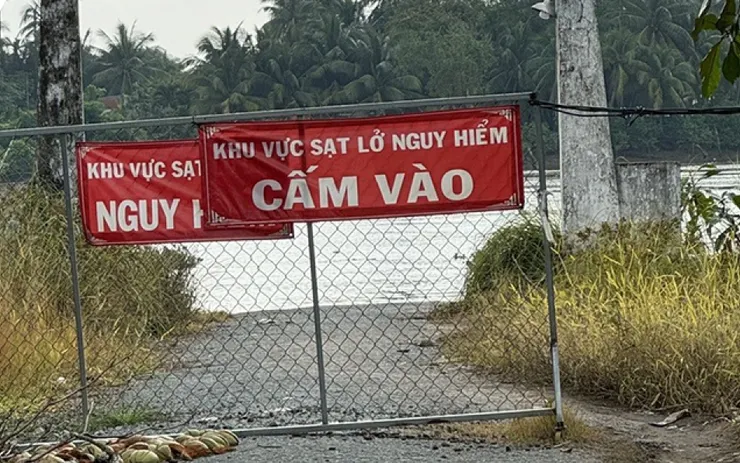 KHU VỰC SẠT
NGUY
KHU VỰC SẠT LỞ NGUY HIỂM
CẤM VÀO